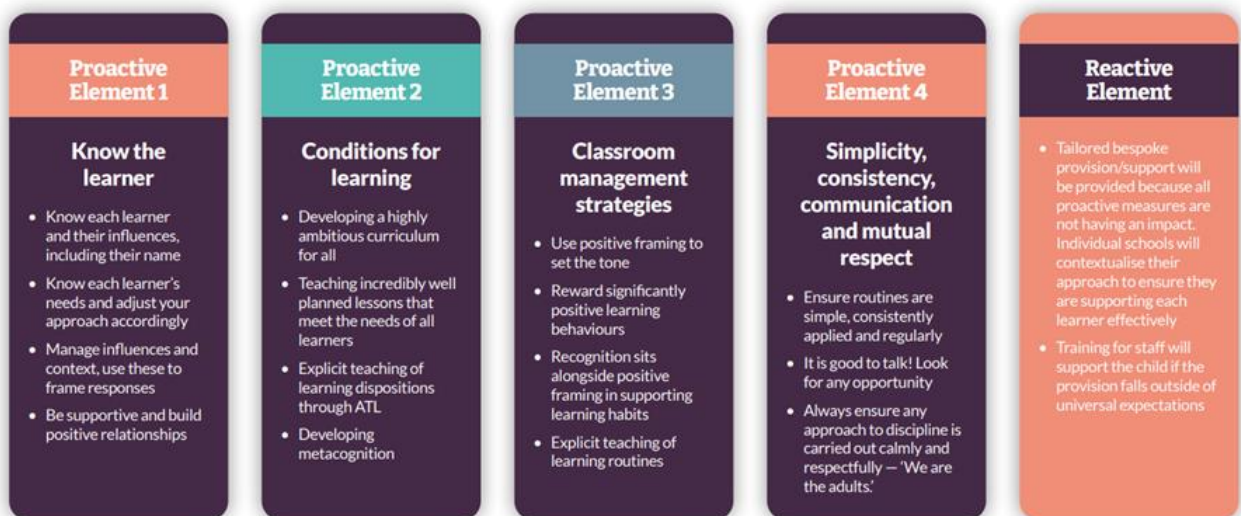 Proactive
Element 1
Know the
learner
• Know each learner
and their influences,
including their name
• Know each learner's
needs and adjust your
approach accordingly
• Manage influences and
context, use these to
frame responses
• Be supportive and build
positive relationships
Proactive
Element 2
Conditions for
learning
• Developing a highly
ambitious curriculum
for all
• Teaching incredibly well
planned lessons that
meet the needs of all
learners
• Explicit teaching of
learning dispositions
through ATL
• Developing
metacognition
Proactive
Element 3
Classroom
management
strategies
• Use positive framing to
set the tone
• Reward significantly
positive learning
behaviours
• Recognition sits
alongside positive
framing in supporting
learning habits
• Explicit teaching of
learning routines
Proactive
Element 4
Simplicity,
consistency,
communication
and mutual
respect
• Ensure routines are
simple, consistently
applied and regularly
• It is good to talk! Look
for any opportunity
• Always ensure any
approach to discipline is
carried out calmly and
respectfully — 'We are
the adults.'
Reactive
Element
• Tailored bespoke
provision/support will
be provided because all
proactive measures are
not having an impact.
Individual schools will
contextualise their
approach to ensure they
are supporting each
learner effectively
• Training for staff will
support the child if the
provision falls outside of
universal expectations